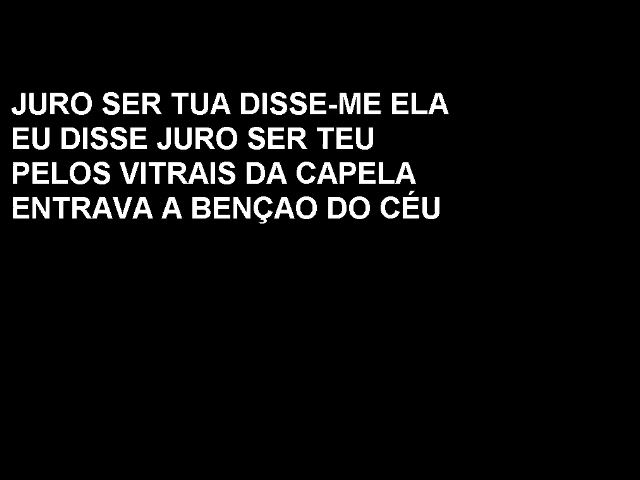 JURO SER TUA DISSE-ME ELA
EU DISSE JURO SER TEU
PELOS VITRAIS DA CAPELA
ENTRAVA A BENÇAO DO CÉU